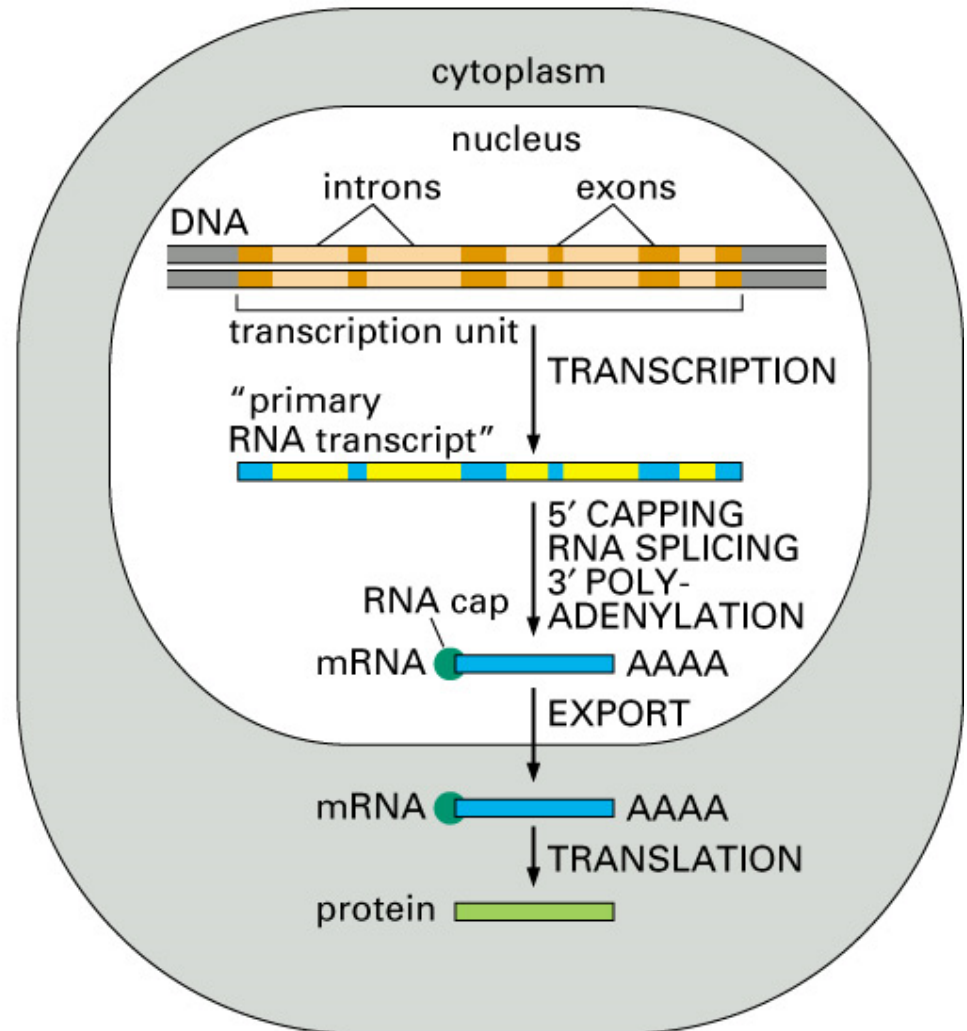 cytoplasm
nucleus
introns exons
DNA
transcription unit
TRANSCRIPTION
“primary
RNA transcript”
5′ CAPPING
RNA SPLICING
3′ POLY-
ADENYLATION
RNA cap
mRNA AAAA
EXPORT
mRNA AAAA
TRANSLATION
protein